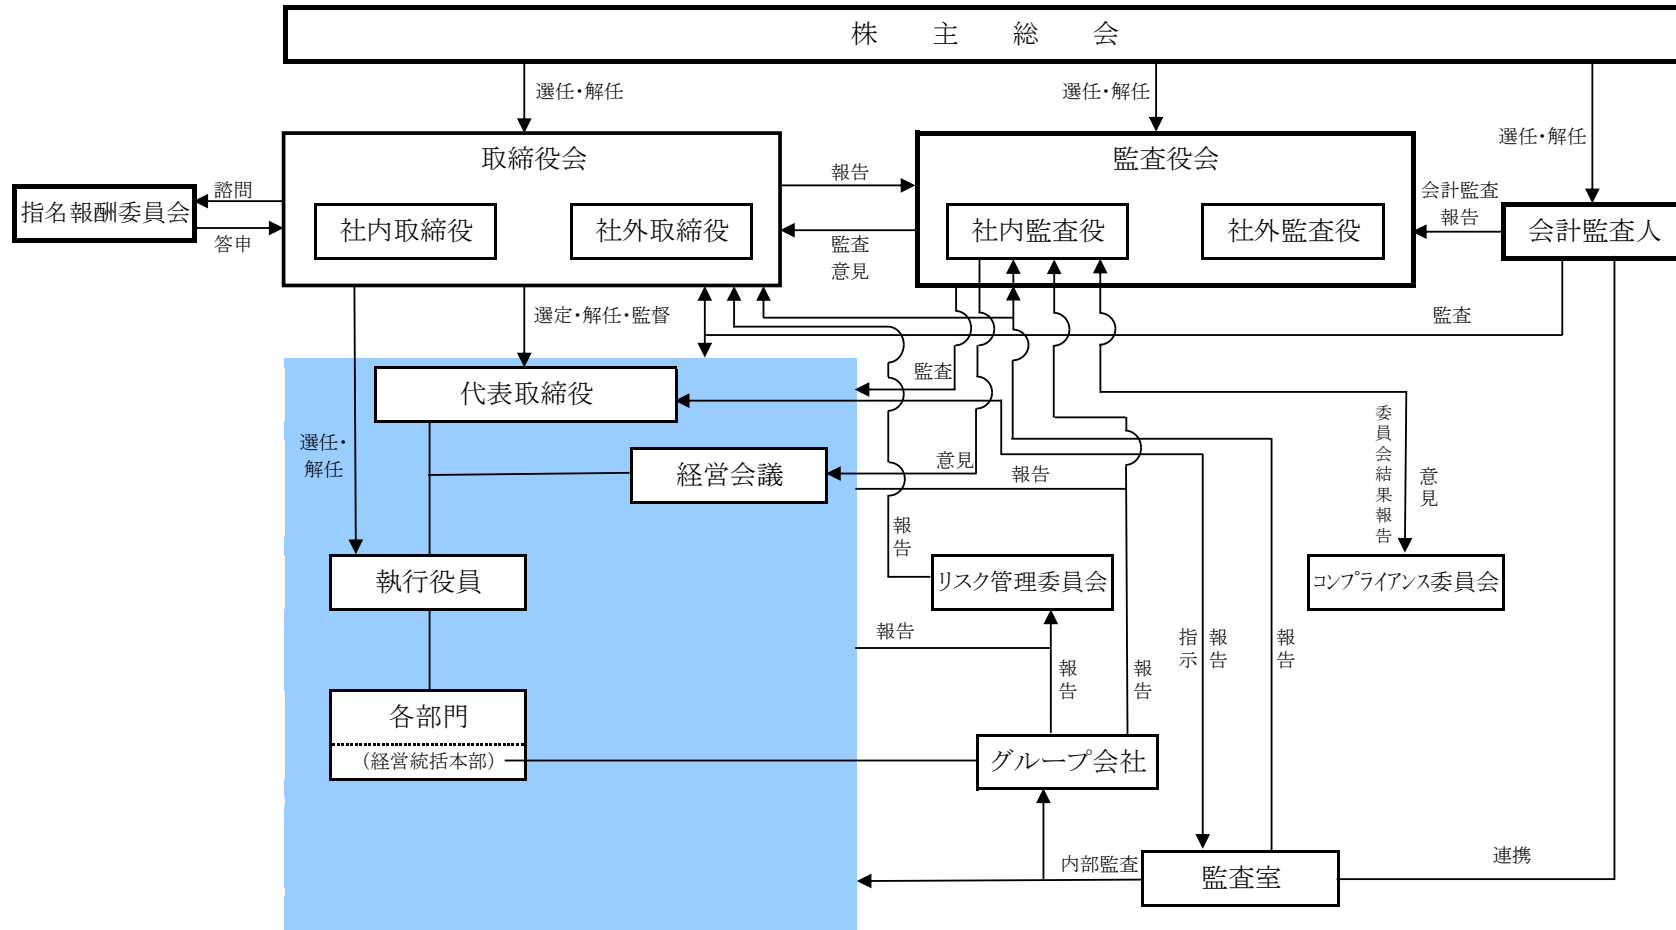 株主総会
選任・解任
選任・解任
選任・解任
取締役会
監査役会
社内取締役
社外取締役
社内監査役
社外監査役
指名報酬委員会
諮問
答申
報告
監査
意見
会計監査
報告
会計監査人
選定・解任・監督
監査
代表取締役
監査
選任・
解任
経営会議
意見
報告
委員会結果報告
意見
報告
執行役員
リスク管理委員会
コンプライアンス委員会
報告
報告
報告
指示
報告
報告
各部門
（経営統括本部）
グループ会社
内部監査
監査室
連携